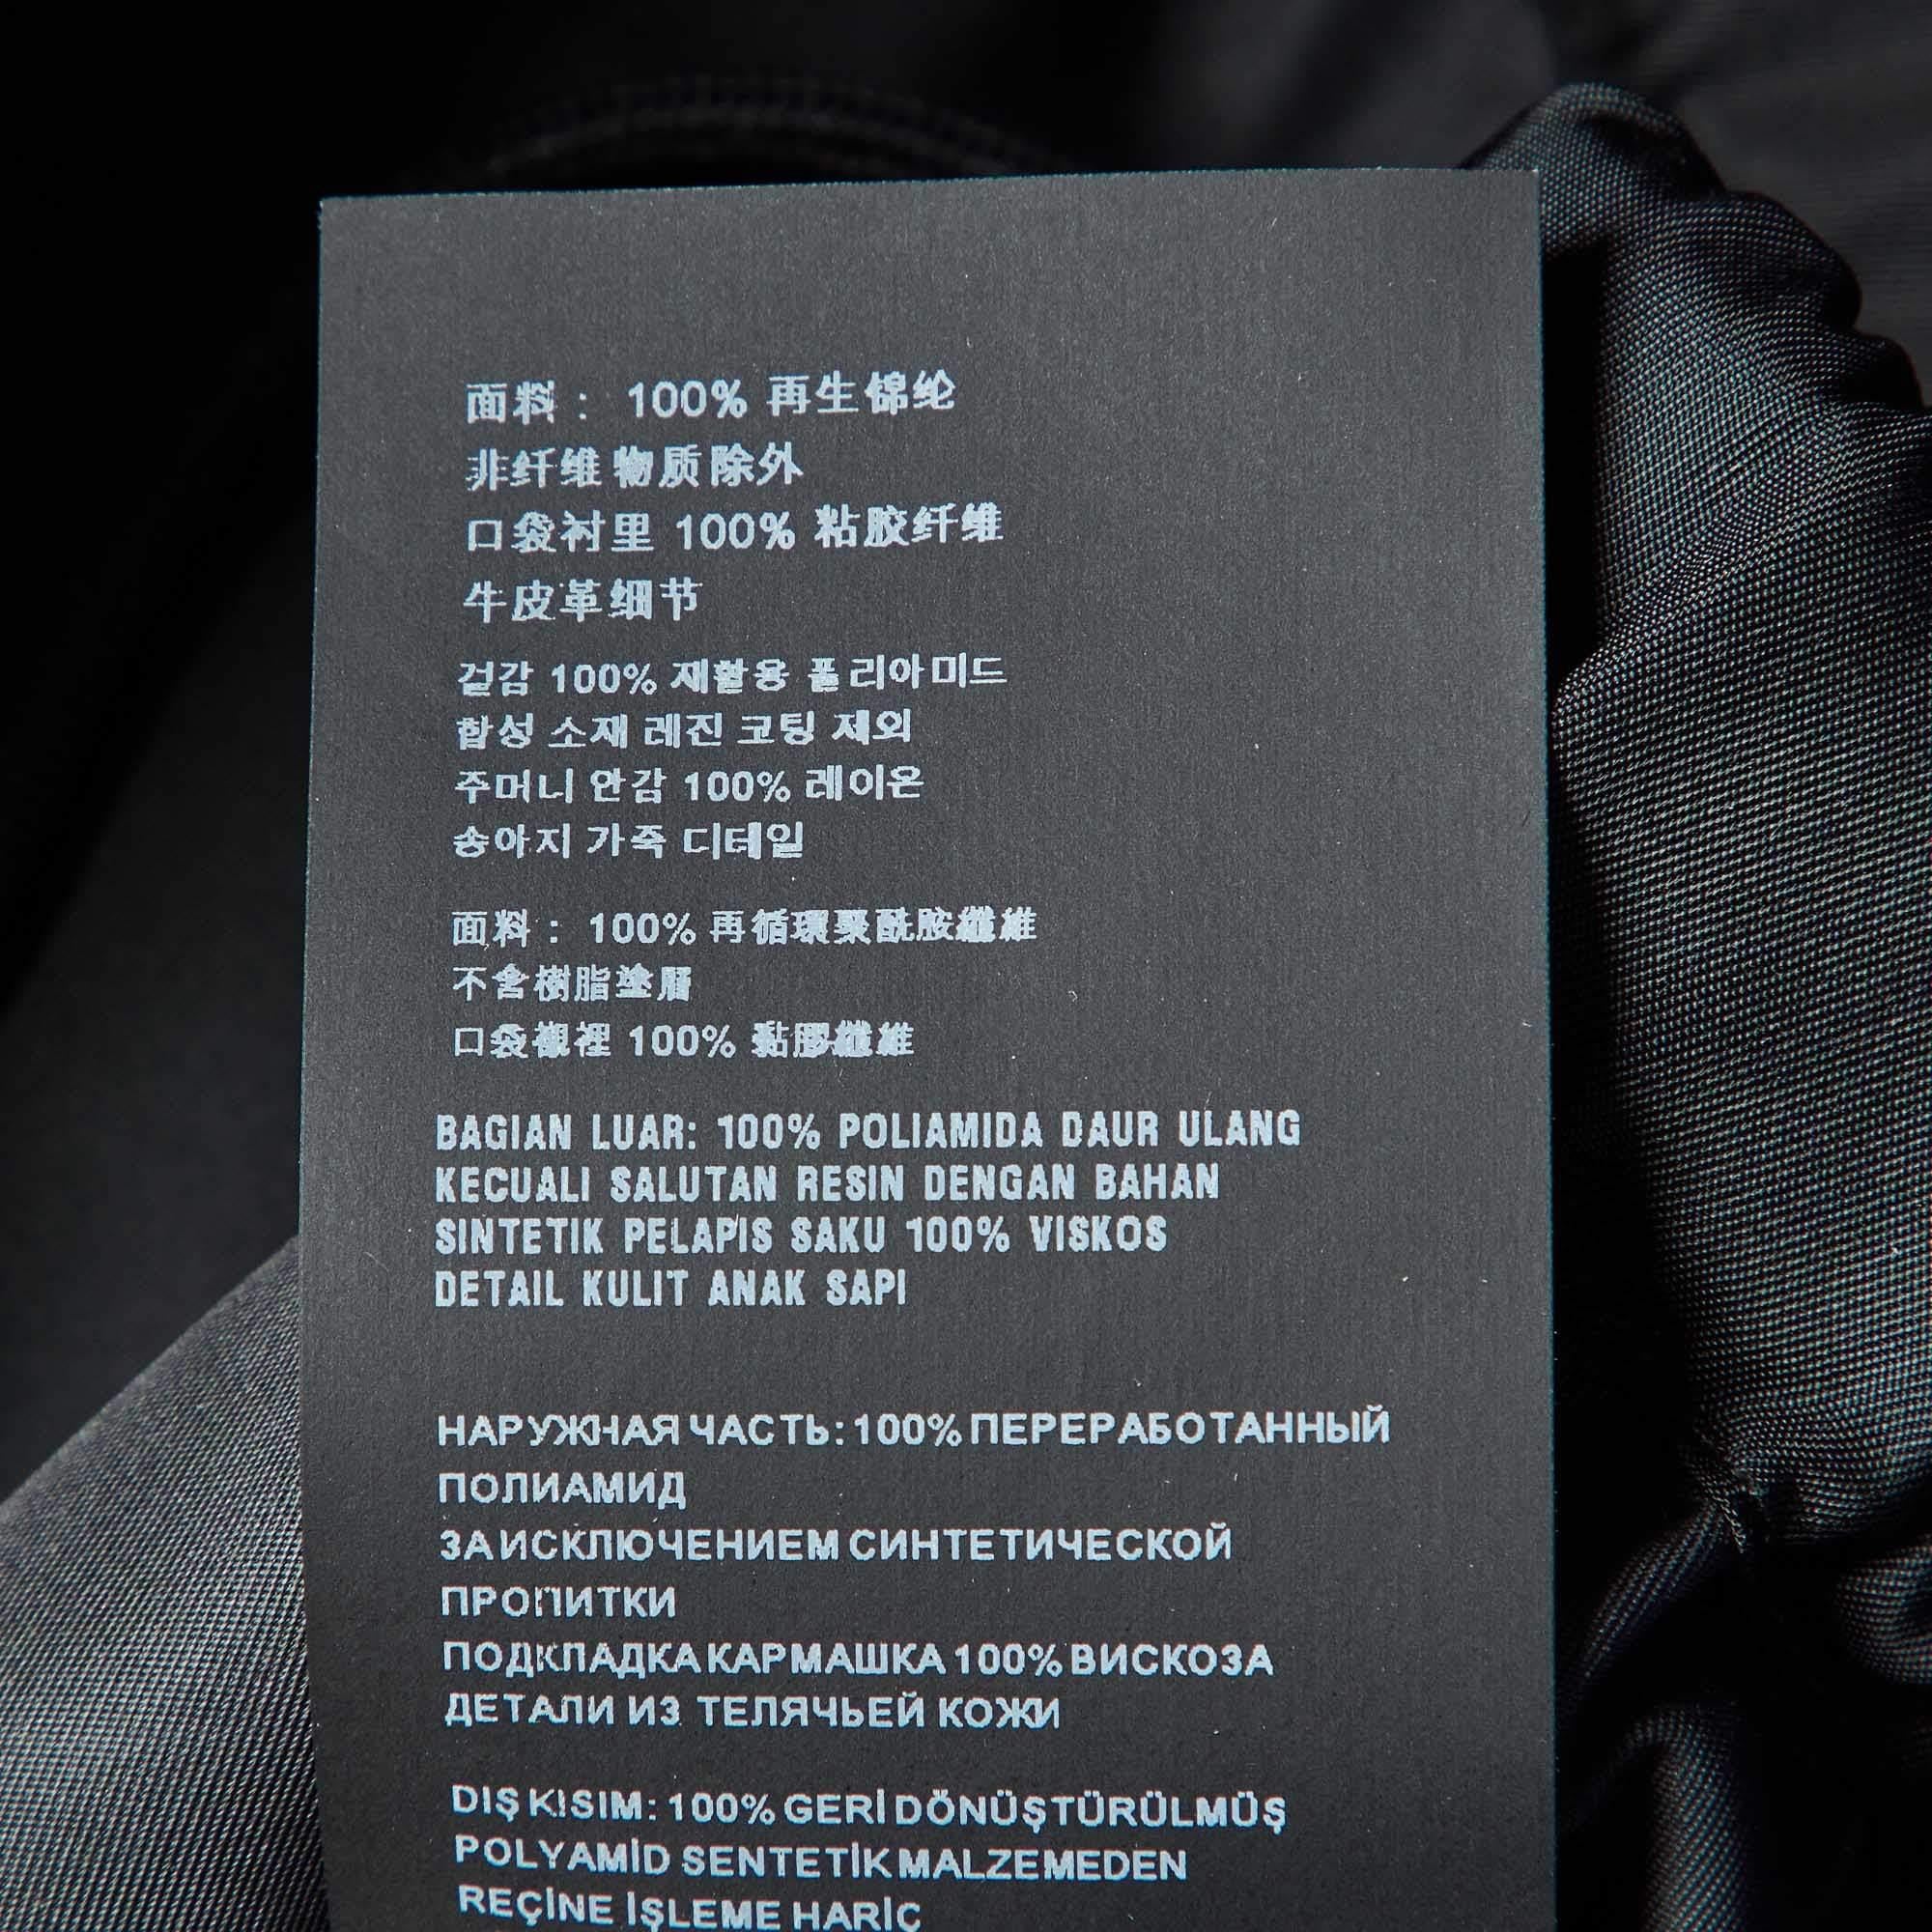 面料： 100% 再生锦纶
非纤维物质除外
口袋衬里 100% 粘胶纤维
牛皮革细节
겉감 100% 재활용 폴리아미드
합성 소재 레진 코팅 제외
주머니 안감 100% 레이온
송아지 가죽 디테일
面料： 100% 再循環聚酰胺纖維
不含樹脂塗層
口袋襯裡 100% 黏膠纖維
BAGIAN LUAR: 100% POLIAMIDA DAUR ULANG
KECUALI SALUTAN RESIN DENGAN BAHAN
SINTETIK PELAPIS SAKU 100% VISKOS
DETAIL KULIT ANAK SAPI
НАРУЖНАЯ ЧАСТЬ: 100% ПЕРЕРАБОТАННЫЙ
ПОЛИАМИД
ЗА ИСКЛЮЧЕНИЕМ СИНТЕТИЧЕСКОЙ
ПРОПИТКИ
ПОДКЛАДКА КАРМАШКА 100% ВИСКОЗА
ДЕТАЛИ ИЗ ТЕЛЯЧЬЕЙ КОЖИ
DIŞ KISIM: 100% GERİ DÖNÜŞTÜRÜLMÜŞ
POLYAMİD SENTETİK MALZEMEDEN
REÇİNE İŞLEME HARİÇ